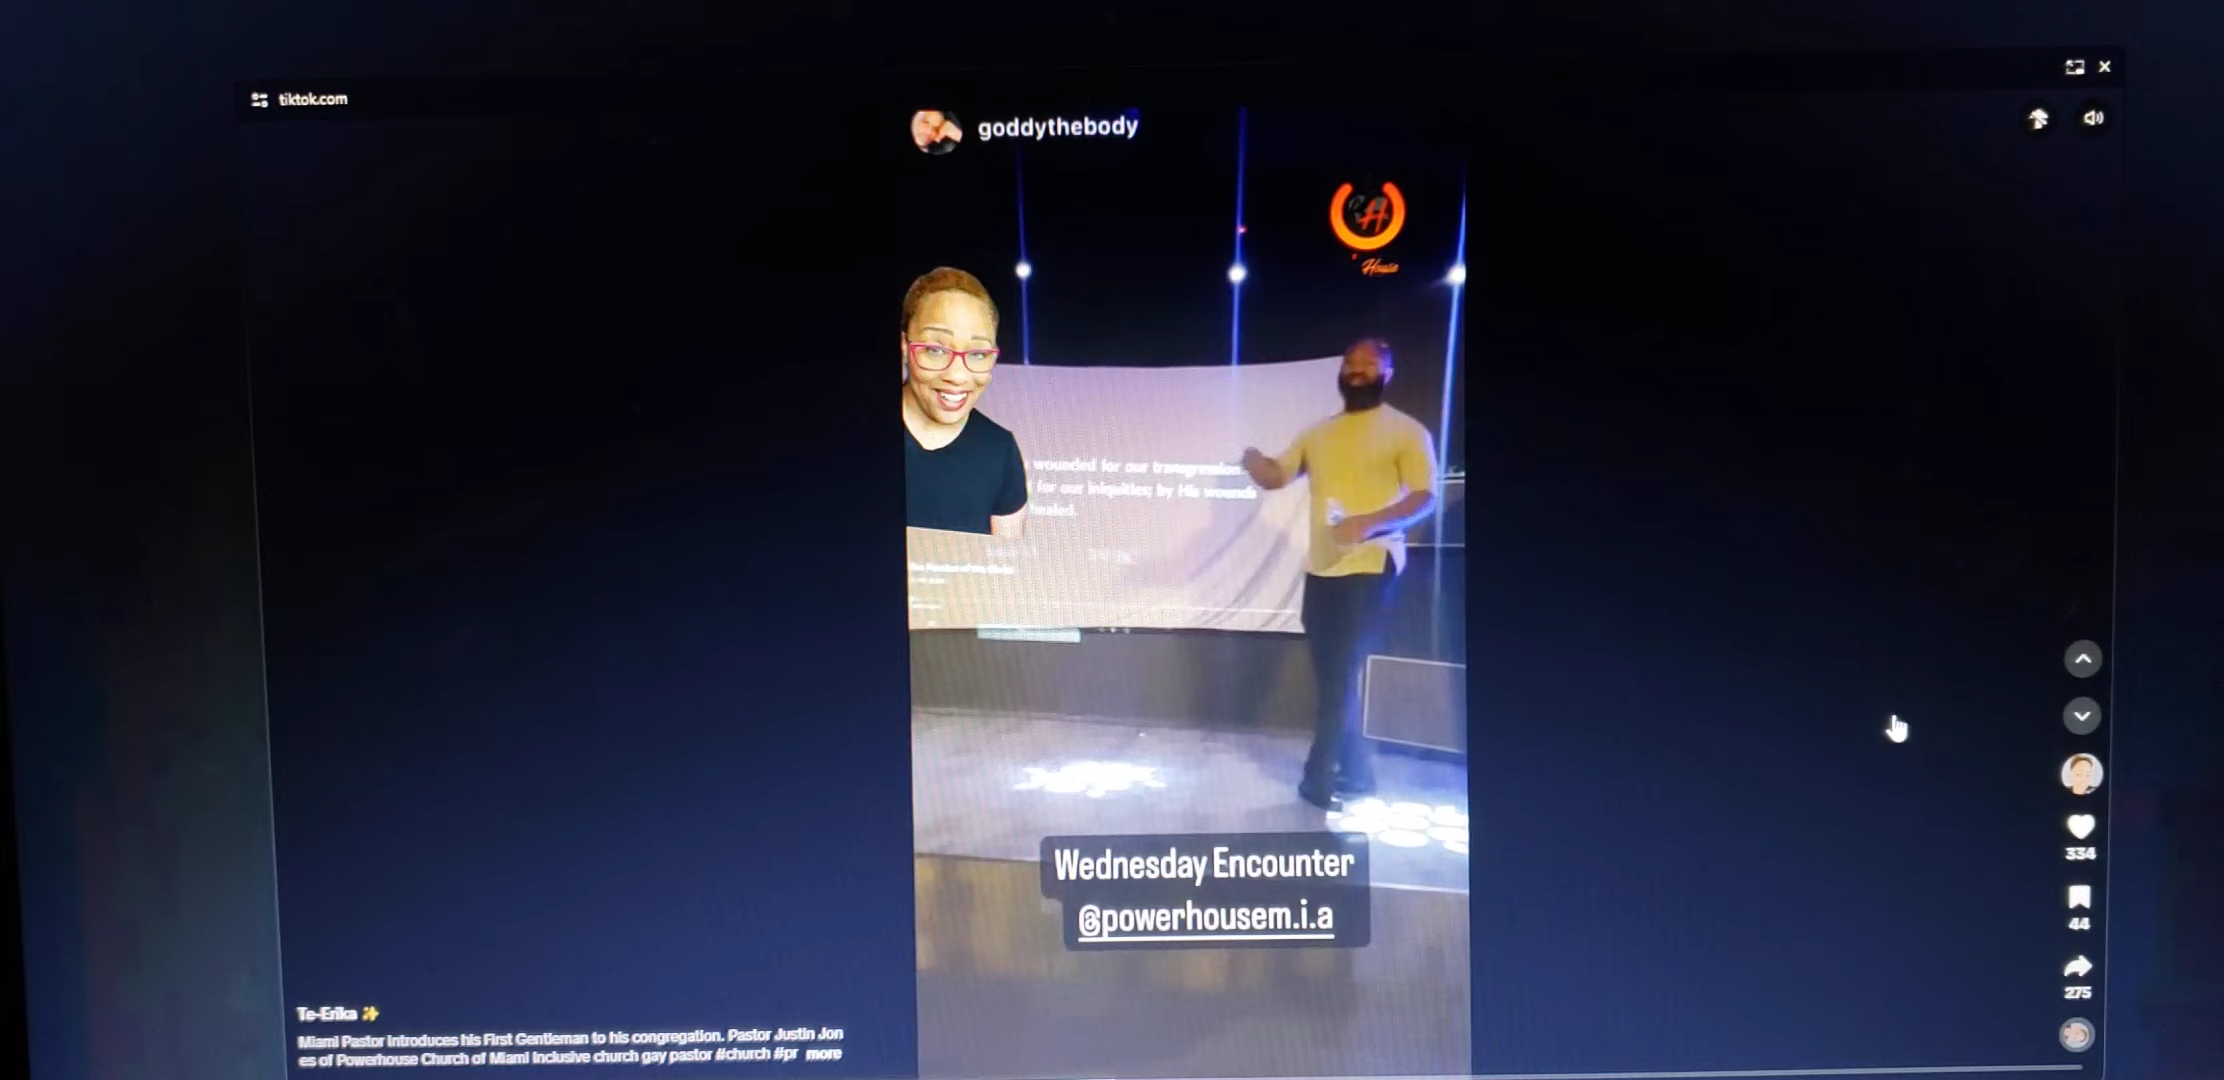 tiktok.com
goddythebody
H
House
wounded for our transgression
for our iniquities; by His wounds
healed.
Wednesday Encounter
@powerhousem.i.a
334
44
275
Te-Erika ✨
Miami Pastor introduces his First Gentleman to his congregation. Pastor Justin Jon
es of Powerhouse Church of Miami Inclusive church gay pastor #church #pr more